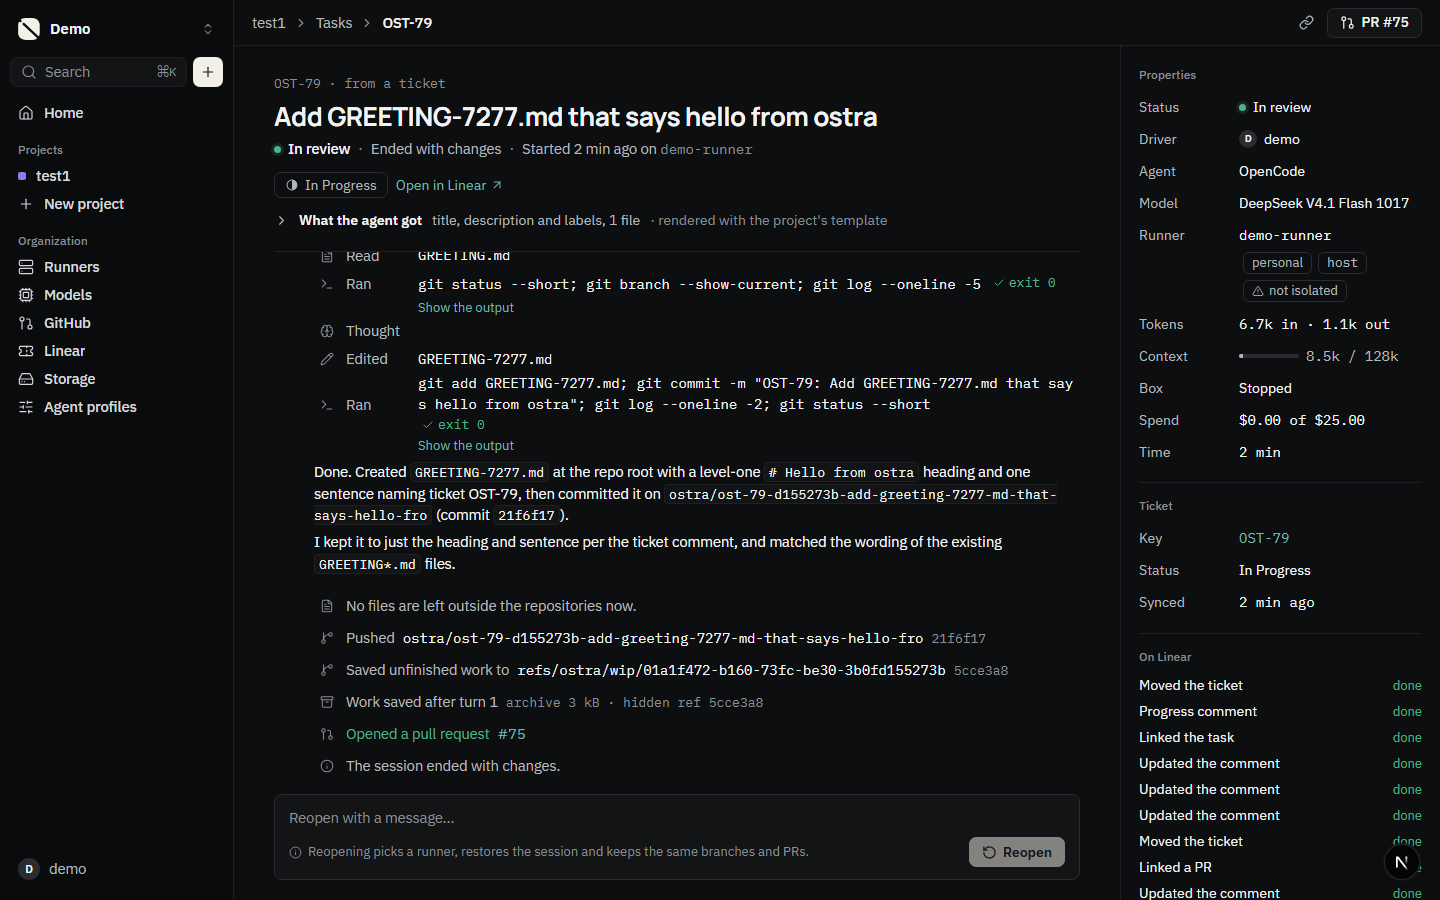 Demo
Search ⌘K
Home
Projects
test1
New project
Organization
Runners
Models
GitHub
Linear
Storage
Agent profiles
D demo
test1 > Tasks > OST-79
PR #75
OST-79 · from a ticket
Add GREETING-7277.md that says hello from ostra
In review · Ended with changes · Started 2 min ago on demo-runner
In Progress Open in Linear
What the agent got title, description and labels, 1 file · rendered with the project's template
Read GREETING.md
Ran git status --short; git branch --show-current; git log --oneline -5 exit 0
Show the output
Thought
Edited GREETING-7277.md
git add GREETING-7277.md; git commit -m "OST-79: Add GREETING-7277.md that say
Ran s hello from ostra"; git log --oneline -2; git status --short
exit 0
Show the output
Done. Created GREETING-7277.md at the repo root with a level-one # Hello from ostra heading and one
sentence naming ticket OST-79, then committed it on ostra/ost-79-d155273b-add-greeting-7277-md-that-
says-hello-fro (commit 21f6f17).
I kept it to just the heading and sentence per the ticket comment, and matched the wording of the existing
GREETING*.md files.
No files are left outside the repositories now.
Pushed ostra/ost-79-d155273b-add-greeting-7277-md-that-says-hello-fro 21f6f17
Saved unfinished work to refs/ostra/wip/01a1f472-b160-73fc-be30-3b0fd155273b 5cce3a8
Work saved after turn 1 archive 3 kB · hidden ref 5cce3a8
Opened a pull request #75
The session ended with changes.
Reopen with a message...
Reopening picks a runner, restores the session and keeps the same branches and PRs.
Reopen
Properties
Status In review
Driver D demo
Agent OpenCode
Model DeepSeek V4.1 Flash 1017
Runner demo-runner
personal host
not isolated
Tokens 6.7k in · 1.1k out
Context 8.5k / 128k
Box Stopped
Spend $0.00 of $25.00
Time 2 min
Ticket
Key OST-79
Status In Progress
Synced 2 min ago
On Linear
Moved the ticket done
Progress comment done
Linked the task done
Updated the comment done
Updated the comment done
Updated the comment done
Moved the ticket done
Linked a PR
N
Updated the comment done